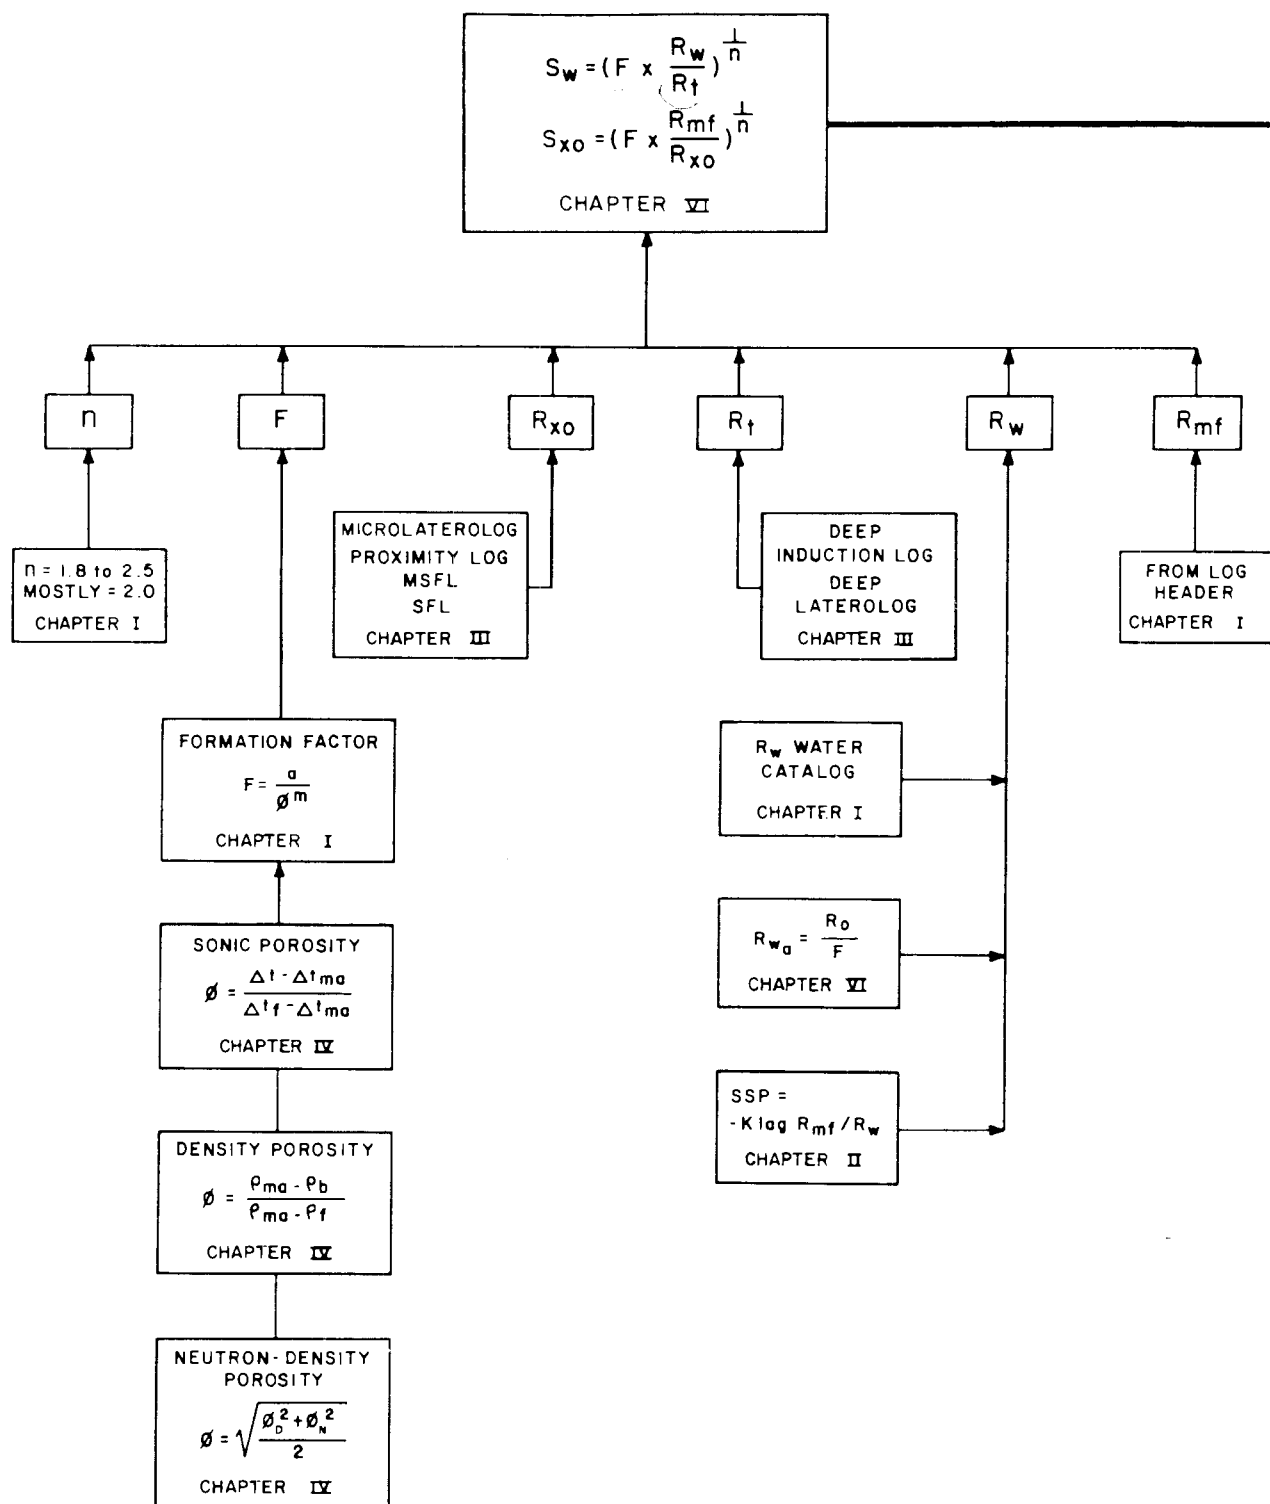 Sw = (F x Rw/Rt)^1/n
Sxo = (F x Rmf/Rxo)^1/n
CHAPTER VI
n
F
Rxo
Rt
Rw
Rmf
n = 1.8 to 2.5
MOSTLY = 2.0
CHAPTER I
MICROLATEROLOG
PROXIMITY LOG
MSFL
SFL
CHAPTER III
DEEP
INDUCTION LOG
DEEP
LATEROLOG
CHAPTER III
FROM LOG
HEADER
CHAPTER I
FORMATION FACTOR
F = a/ø^m
CHAPTER I
Rw WATER
CATALOG
CHAPTER I
SONIC POROSITY
ø = (Δt - Δtma)/(Δtf - Δtma)
CHAPTER IV
Rwa = Ro/F
CHAPTER VI
DENSITY POROSITY
ø = (ρma - ρb)/(ρma - ρf)
CHAPTER IV
SSP =
-K log Rmf/Rw
CHAPTER II
NEUTRON-DENSITY
POROSITY
ø = √((øD² + øN²)/2)
CHAPTER IV